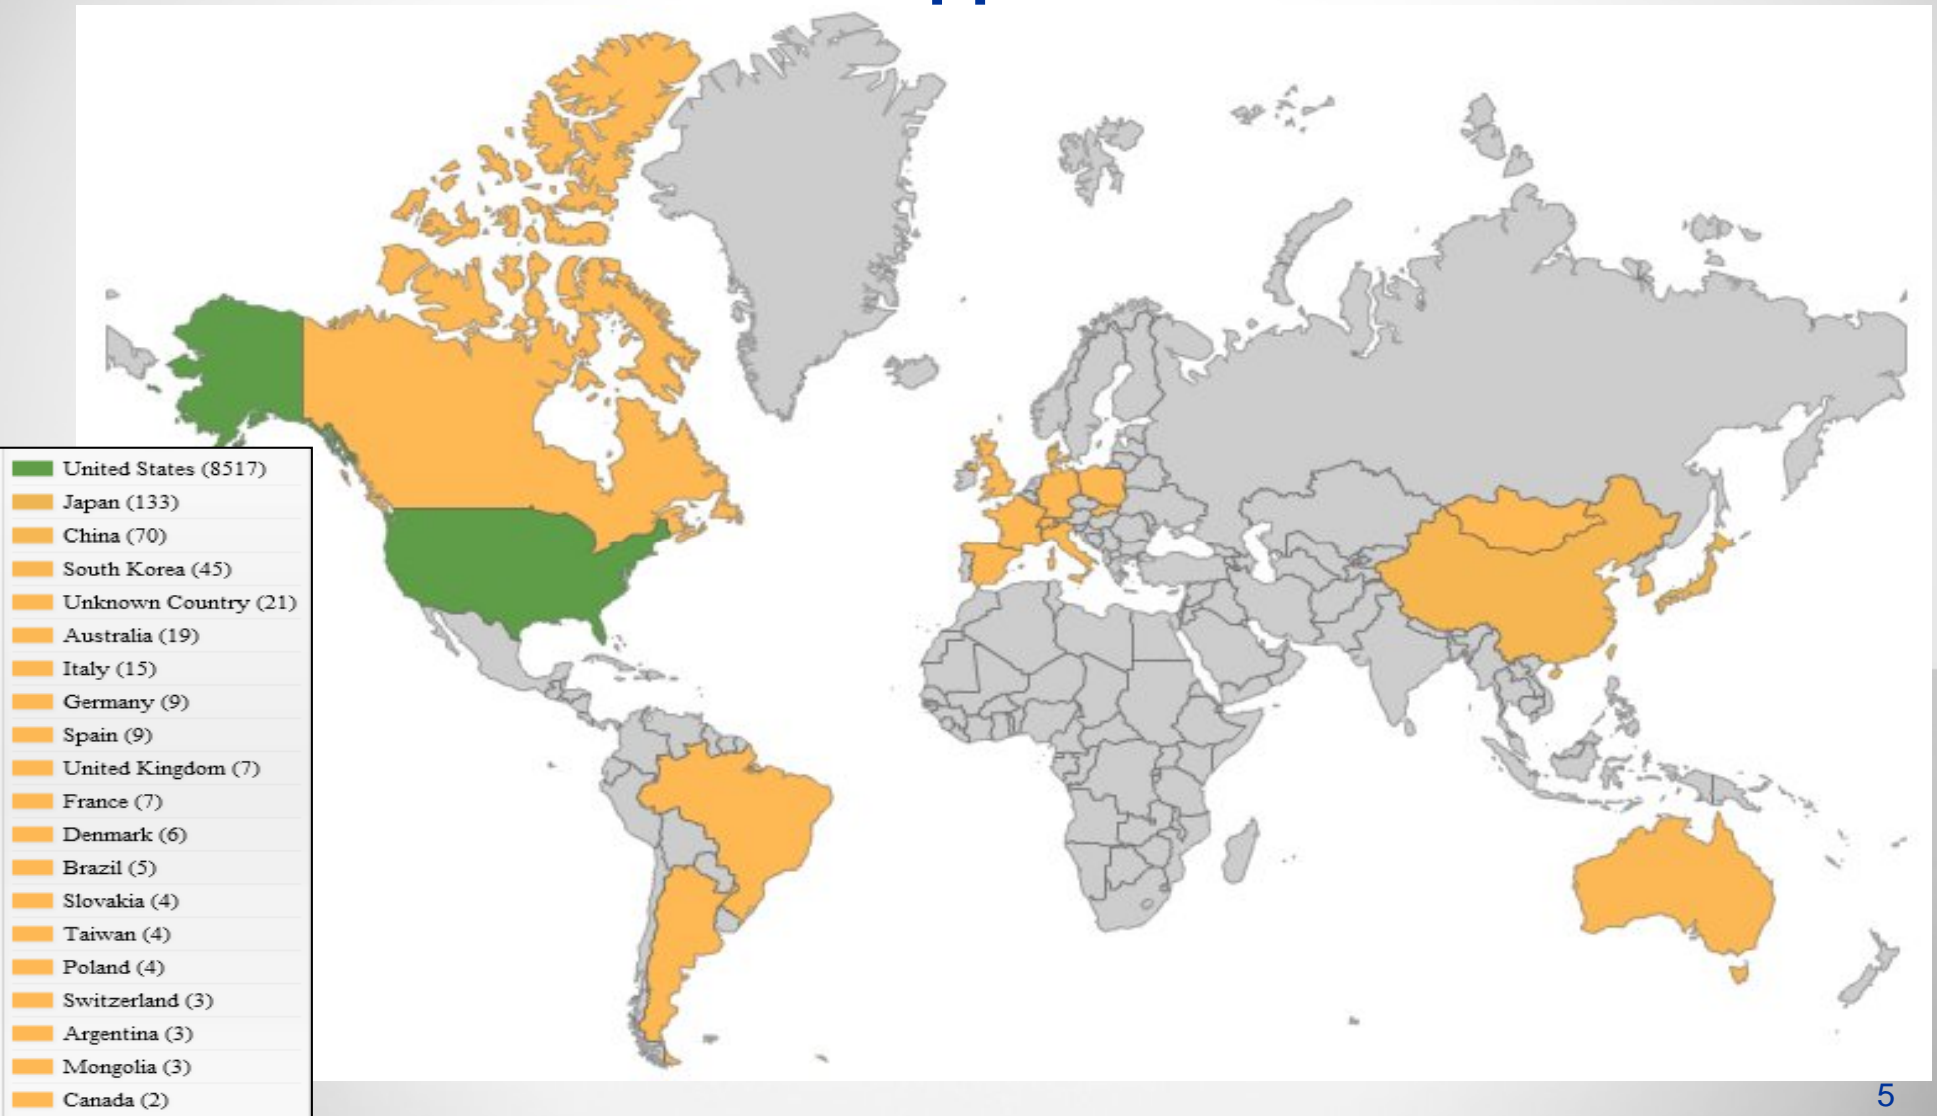 United States (8517)
Japan (133)
China (70)
South Korea (45)
Unknown Country (21)
Australia (19)
Italy (15)
Germany (9)
Spain (9)
United Kingdom (7)
France (7)
Denmark (6)
Brazil (5)
Slovakia (4)
Taiwan (4)
Poland (4)
Switzerland (3)
Argentina (3)
Mongolia (3)
Canada (2)
5